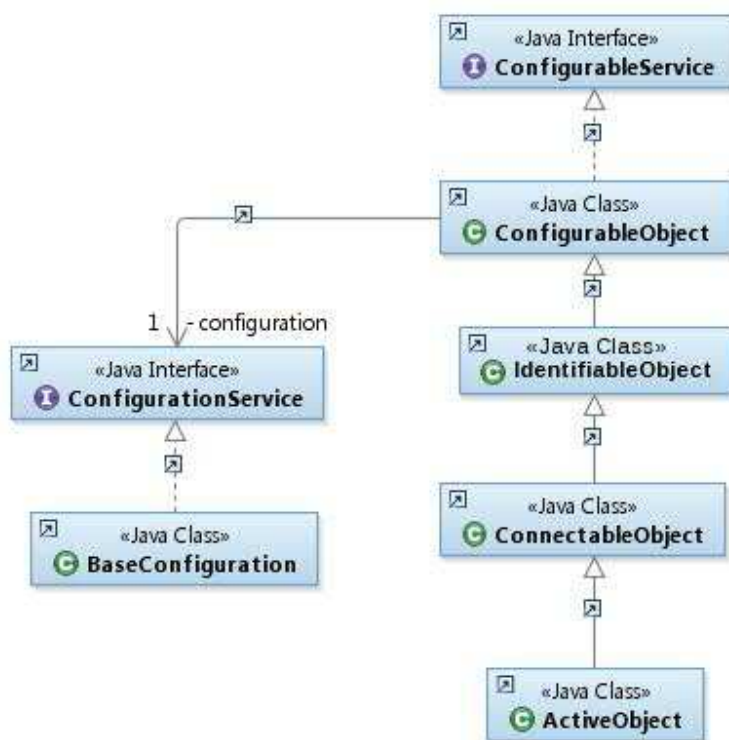 «Java Interface»
I ConfigurableService
«Java Class»
C ConfigurableObject
1 - configuration
«Java Interface»
I ConfigurationService
«Java Class»
C IdentifiableObject
«Java Class»
C BaseConfiguration
«Java Class»
C ConnectableObject
«Java Class»
C ActiveObject